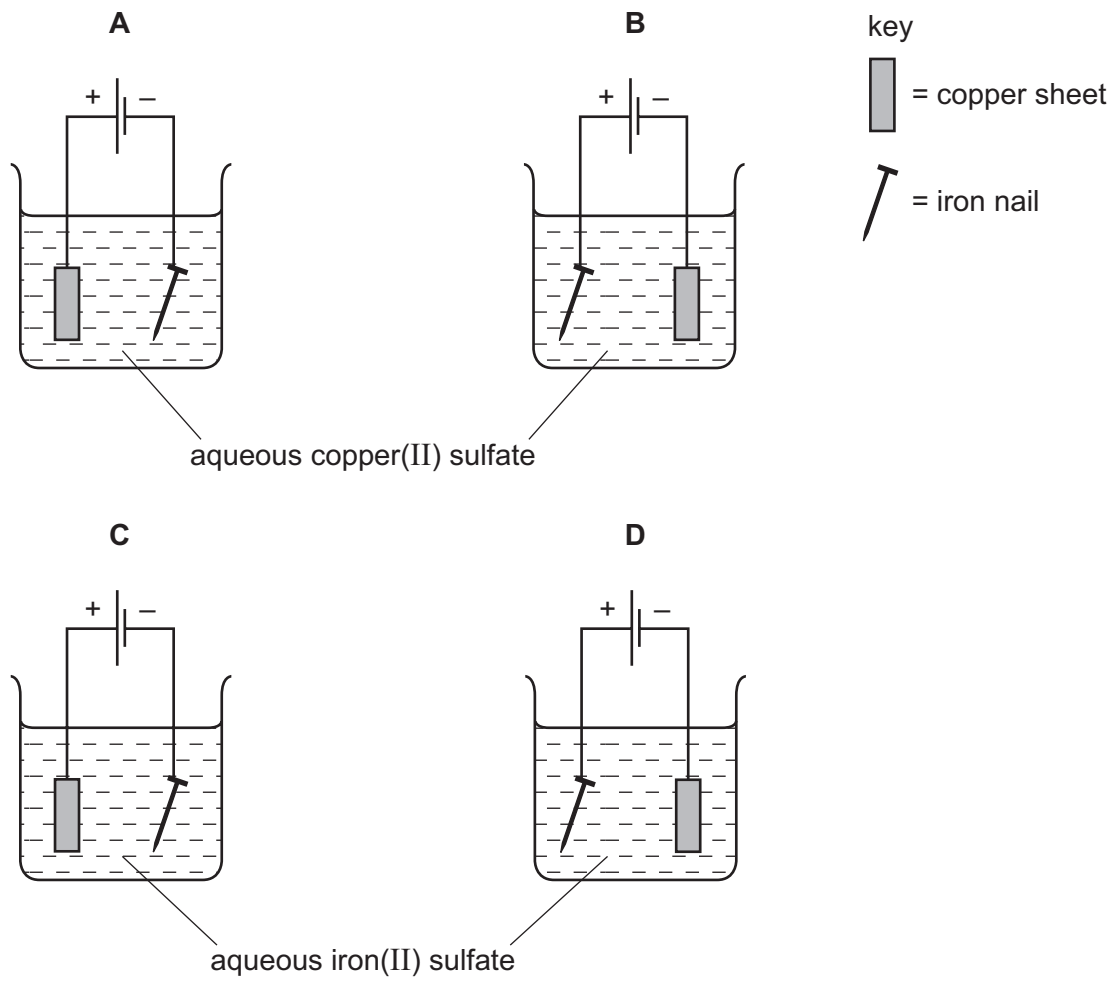 A
B
key
+ –
+ –
= copper sheet
= iron nail
aqueous copper(II) sulfate
C
D
+ –
+ –
aqueous iron(II) sulfate